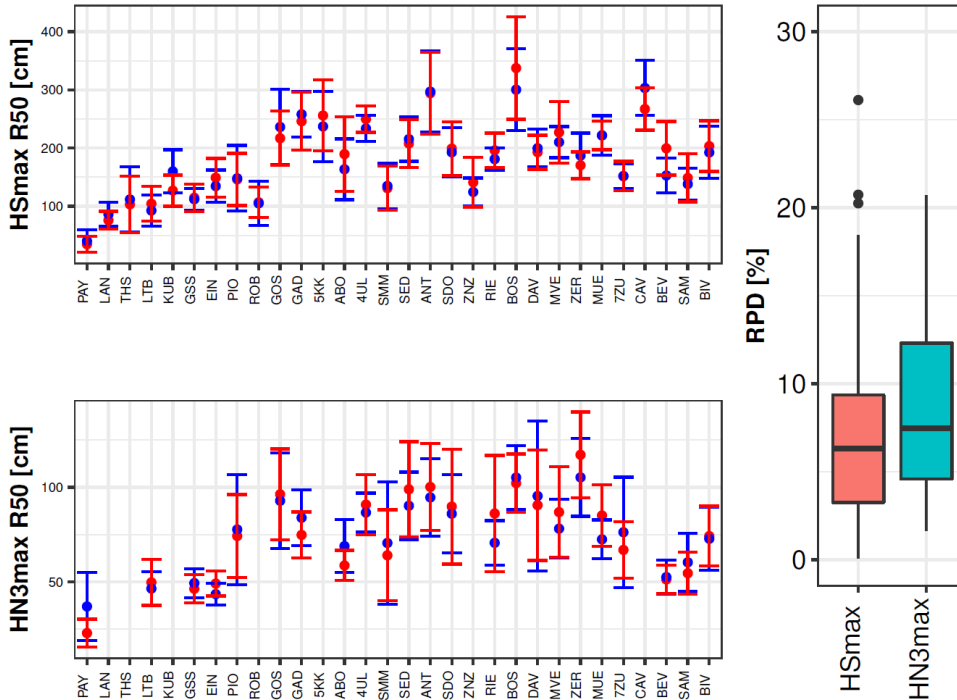 HSmax R50 [cm]
400
300
200
100
PAY LAN THS LTB KUB GSS EIN PIO ROB GOS GAD 5KK ABO 4UL SMM SED ANT SDO ZNZ RIE BOS DAV MVE ZER MUE 7ZU CAV BEV SAM BIV
HN3max R50 [cm]
100
50
PAY LAN THS LTB KUB GSS EIN PIO ROB GOS GAD 5KK ABO 4UL SMM SED ANT SDO ZNZ RIE BOS DAV MVE ZER MUE 7ZU CAV BEV SAM BIV
RPD [%]
30
20
10
0
HSmax HN3max